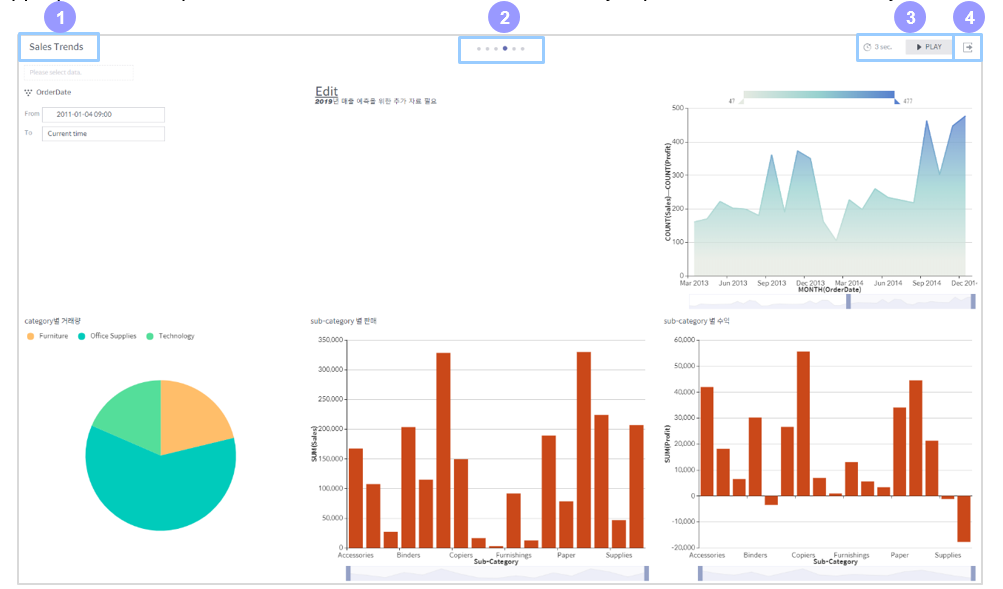 1
2
3
4
Sales Trends
3 sec.
PLAY
Please select data.
OrderDate
From 2011-01-04 09:00
To Current time
Edit
2019년 매출 예측을 위한 추가 자료 필요
47
477
COUNT(Sales)—COUNT(Profit)
500
400
300
200
100
0
Mar 2013 Jun 2013 Sep 2013 Dec 2013 Mar 2014 Jun 2014 Sep 2014 Dec 201
MONTH(OrderDate)
category별 거래량
Furniture Office Supplies Technology
sub-category 별 판매
SUM(Sales)
350,000
300,000
250,000
200,000
150,000
100,000
50,000
0
Accessories Binders Copiers Furnishings Paper Supplies
Sub-Category
sub-category 별 수익
SUM(Profit)
60,000
50,000
40,000
30,000
20,000
10,000
0
-10,000
-20,000
Accessories Binders Copiers Furnishings Paper Supplies
Sub-Category